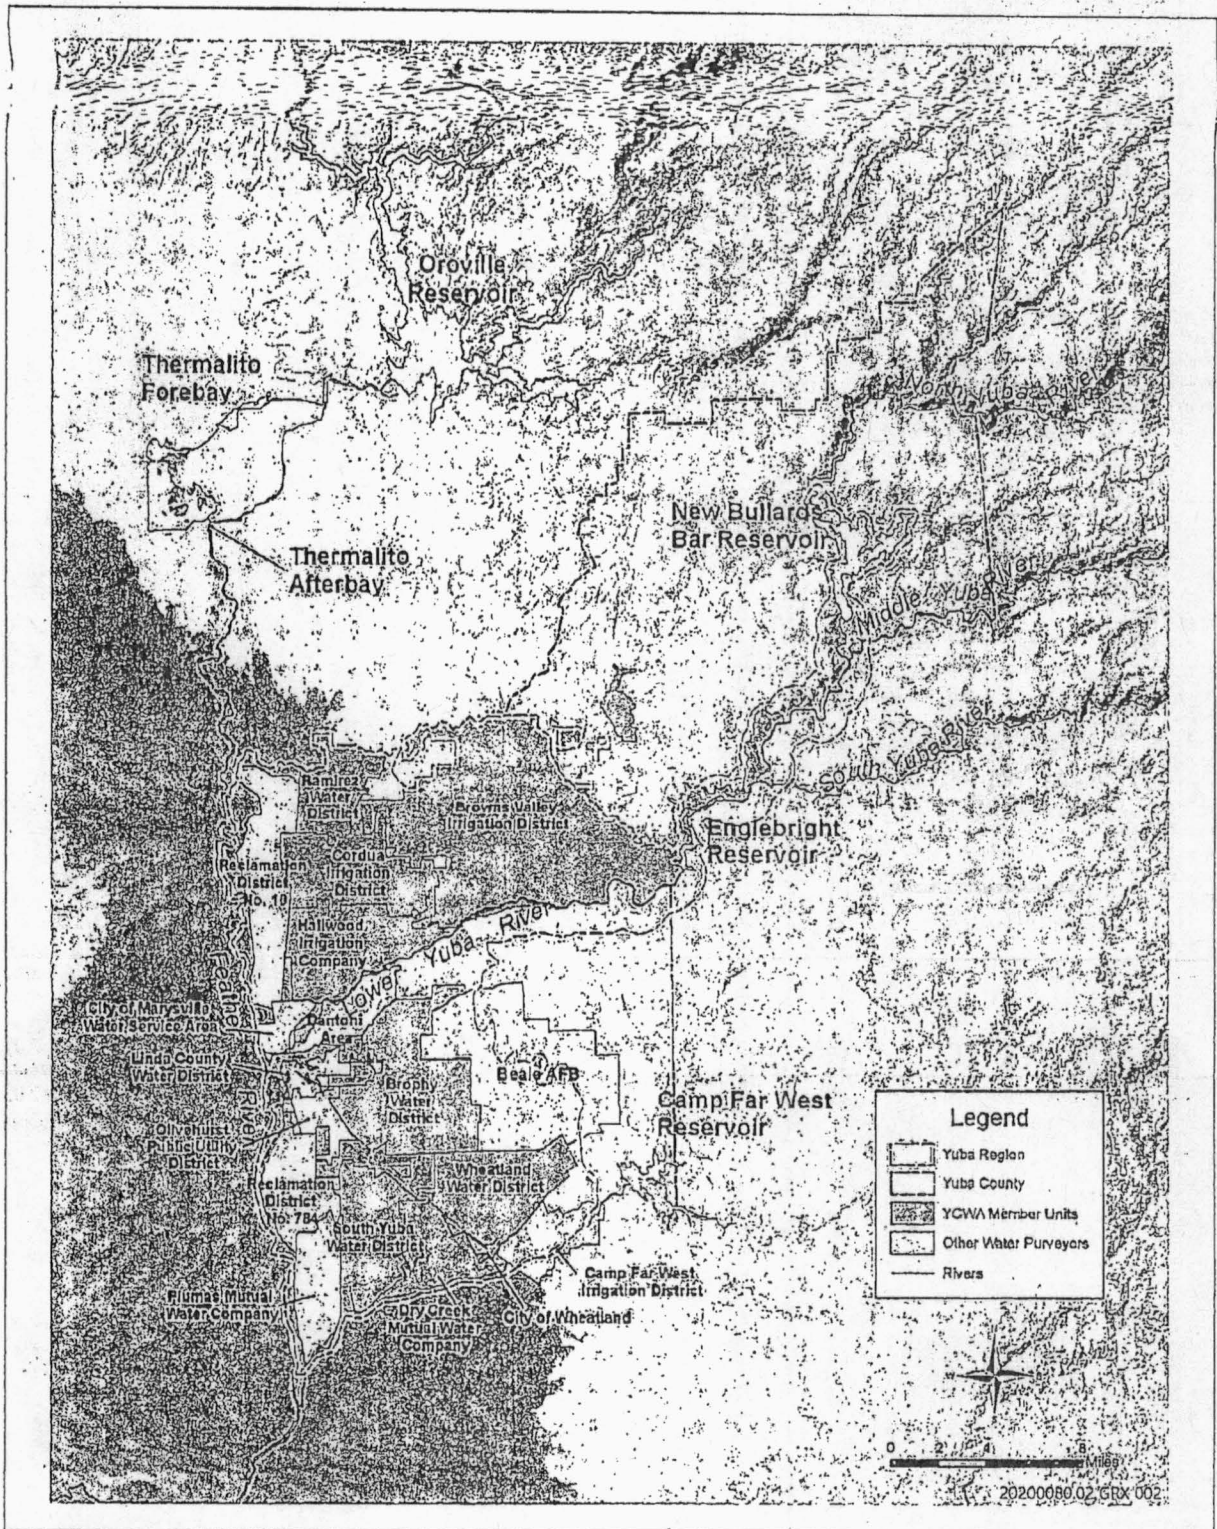 Oroville
Reservoir
Thermalito
Forebay
North Yuba River
New Bullards
Bar Reservoir
Thermalito
Afterbay
Middle Yuba River
South Yuba River
Ramirez
Water
District
Browns Valley
Irrigation District
Englebright
Reservoir
Cordua
Irrigation
District
Reclamation
District
No. 10
Hallwood
Irrigation
Company
Lower Yuba River
Feather River
City of Marysville
Water Service Area
Dantoni
Area
Linda County
Water District
Beale AFB
Brophy
Water
District
Camp Far West
Reservoir
Olivehurst
Public Utility
District
Wheatland
Water District
Reclamation
District
No. 784
South Yuba
Water District
Camp Far West
Irrigation District
Plumas Mutual
Water Company
Dry Creek
Mutual Water
Company
City of Wheatland
Legend
Yuba Region
Yuba County
YCWA Member Units
Other Water Purveyors
Rivers
0 2 4 8
Miles
20200080.02 GRX 002